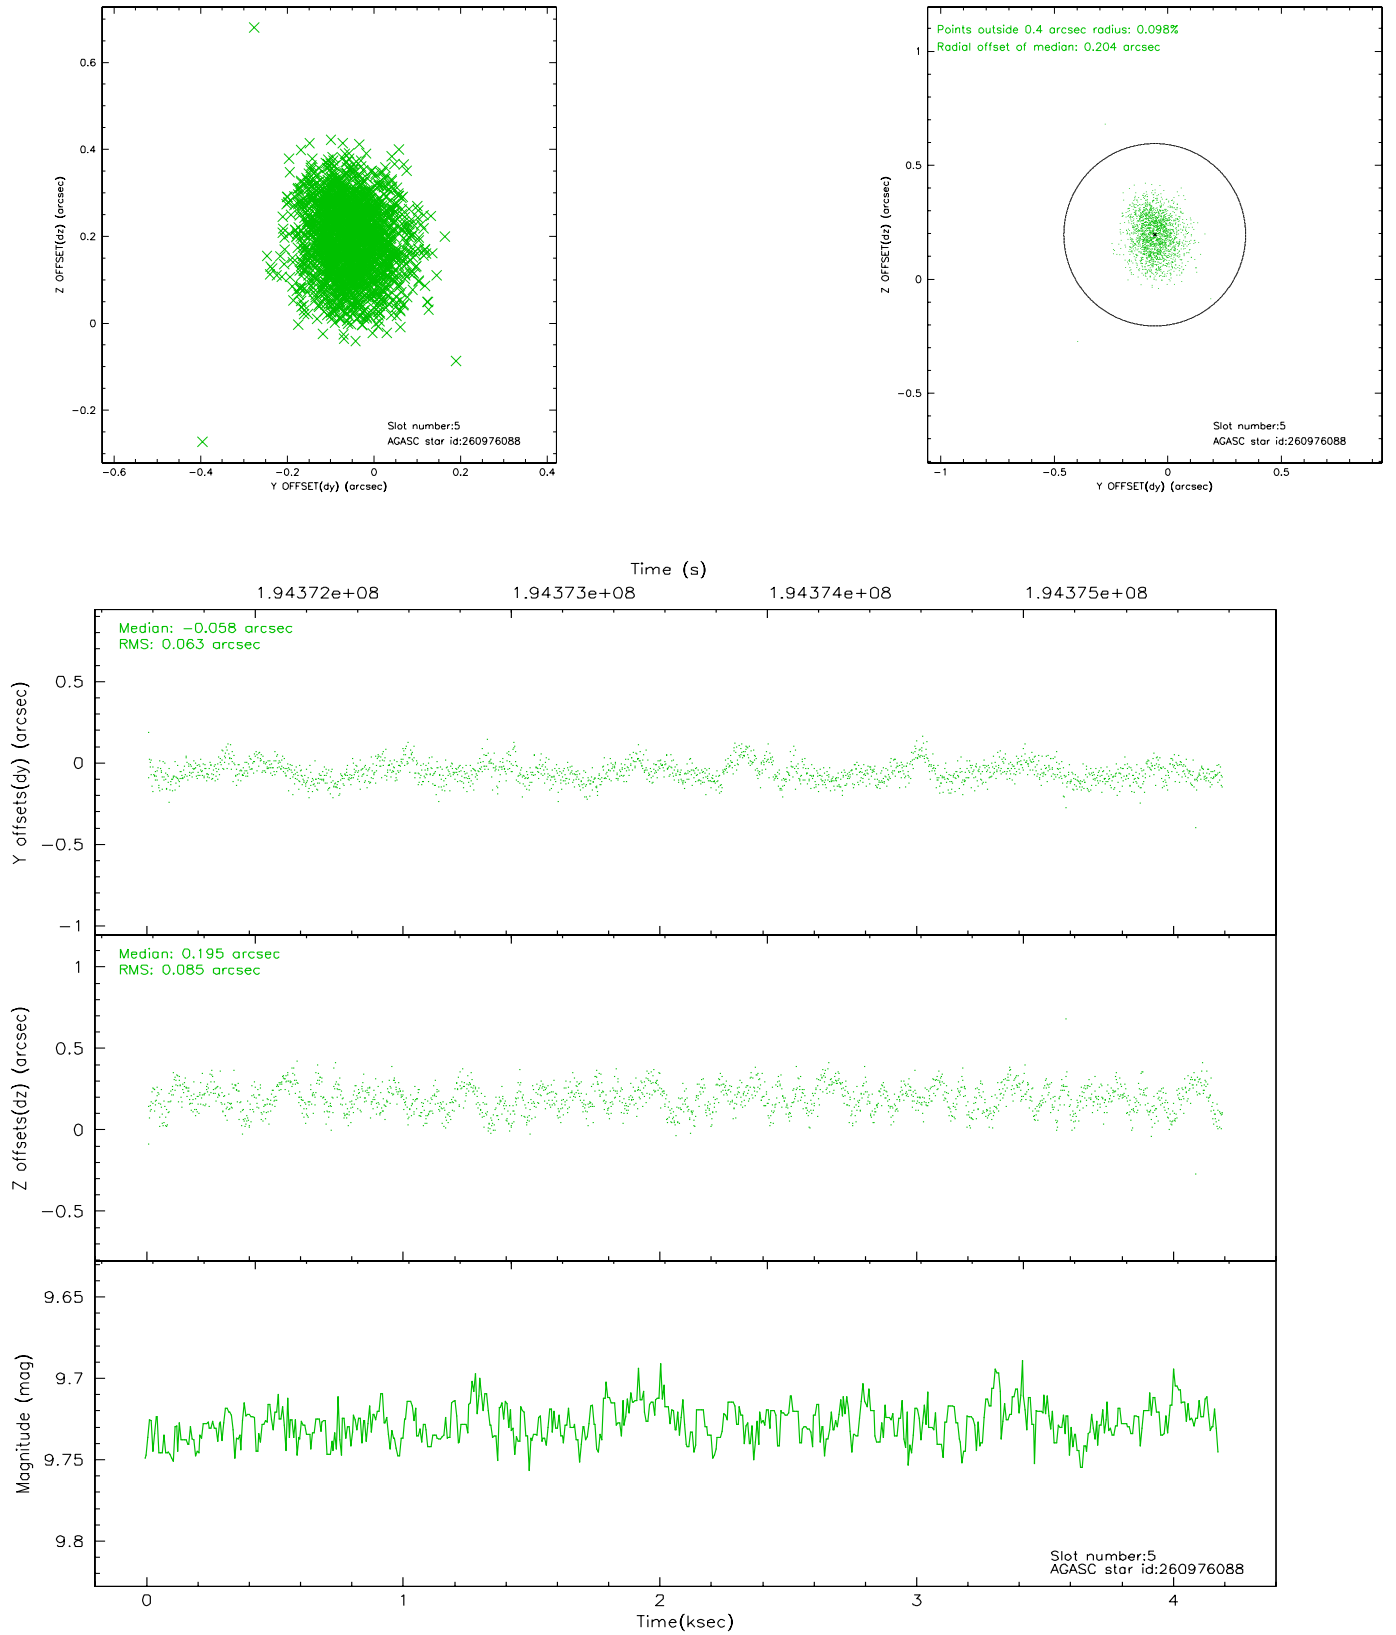 0.6
0.4
0.2
0
−0.2
Z OFFSET(dz) (arcsec)
Slot number:5
AGASC star id:260976088
−0.6 −0.4 −0.2 0 0.2 0.4
Y OFFSET(dy) (arcsec)
Points outside 0.4 arcsec radius: 0.098%
Radial offset of median: 0.204 arcsec
1
0.5
0
−0.5
Z OFFSET(dz) (arcsec)
Slot number:5
AGASC star id:260976088
−1 −0.5 0 0.5
Y OFFSET(dy) (arcsec)
Time (s)
1.94372e+08 1.94373e+08 1.94374e+08 1.94375e+08
Median: −0.058 arcsec
RMS: 0.063 arcsec
0.5
0
−0.5
−1
Y offsets(dy) (arcsec)
Median: 0.195 arcsec
RMS: 0.085 arcsec
1
0.5
0
−0.5
Z offsets(dz) (arcsec)
9.65
9.7
9.75
9.8
Magnitude (mag)
Slot number:5
AGASC star id:260976088
0 1 2 3 4
Time(ksec)